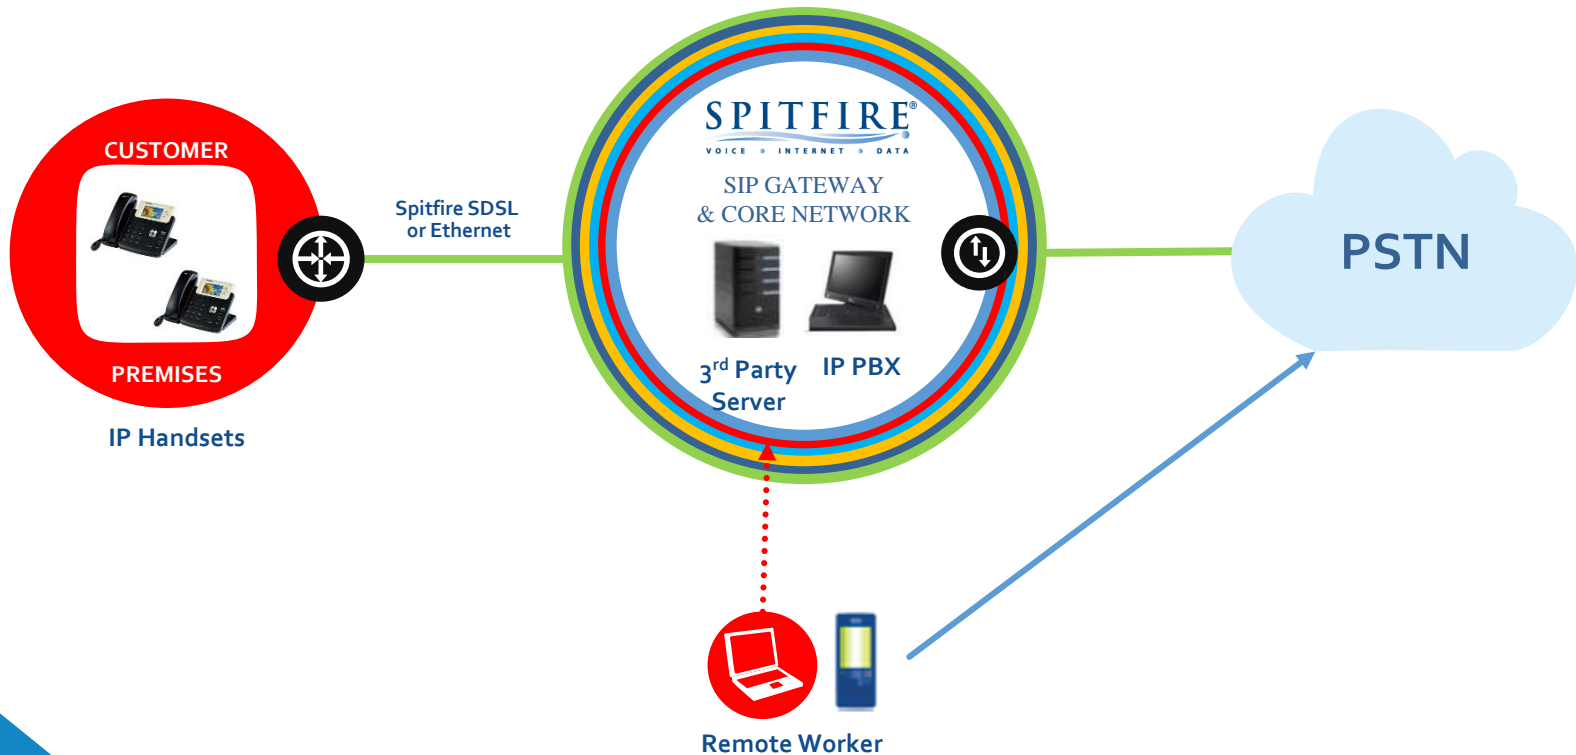 CUSTOMER
PREMISES
IP Handsets
Spitfire SDSL
or Ethernet
SPITFIRE®
VOICE • INTERNET • DATA
SIP GATEWAY
& CORE NETWORK
3rd Party
Server
IP PBX
PSTN
Remote Worker